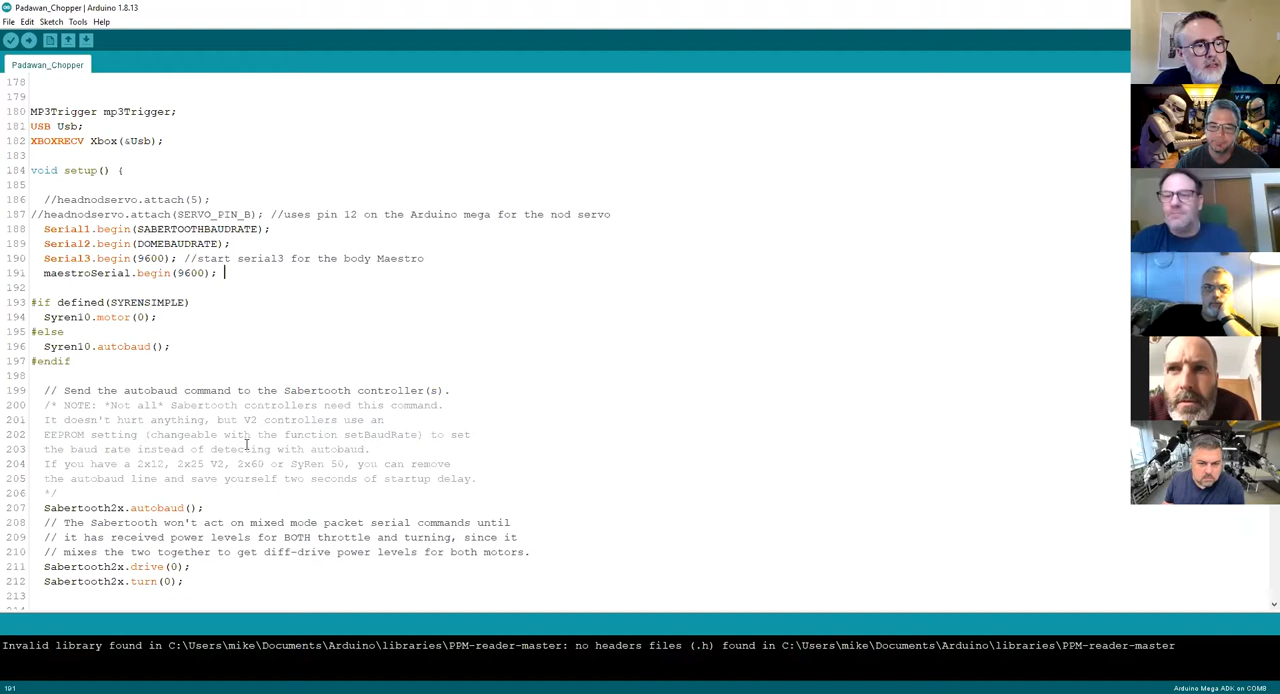 Padawan_Chopper | Arduino 1.8.13
File Edit Sketch Tools Help
Padawan_Chopper
178
179
180 MP3Trigger mp3Trigger;
181 USB Usb;
182 XBOXRECV Xbox(&Usb);
183
184 void setup() {
185
186 //headnodservo.attach(5);
187 //headnodservo.attach(SERVO_PIN_B); //uses pin 12 on the Arduino mega for the nod servo
188 Serial1.begin(SABERTOOTHBAUDRATE);
189 Serial2.begin(DOMEBAUDRATE);
190 Serial3.begin(9600); //start serial3 for the body Maestro
191 maestroSerial.begin(9600);
192
193 #if defined(SYRENSIMPLE)
194 Syren10.motor(0);
195 #else
196 Syren10.autobaud();
197 #endif
198
199 // Send the autobaud command to the Sabertooth controller(s).
200 /* NOTE: *Not all* Sabertooth controllers need this command.
201 It doesn't hurt anything, but V2 controllers use an
202 EEPROM setting (changeable with the function setBaudRate) to set
203 the baud rate instead of detecting with autobaud.
204 If you have a 2x12, 2x25 V2, 2x60 or SyRen 50, you can remove
205 the autobaud line and save yourself two seconds of startup delay.
206 */
207 Sabertooth2x.autobaud();
208 // The Sabertooth won't act on mixed mode packet serial commands until
209 // it has received power levels for BOTH throttle and turning, since it
210 // mixes the two together to get diff-drive power levels for both motors.
211 Sabertooth2x.drive(0);
212 Sabertooth2x.turn(0);
213
214
Invalid library found in C:\Users\mike\Documents\Arduino\libraries\PPM-reader-master: no headers files (.h) found in C:\Users\mike\Documents\Arduino\libraries\PPM-reader-master
191 Arduino Mega ADK on COM8